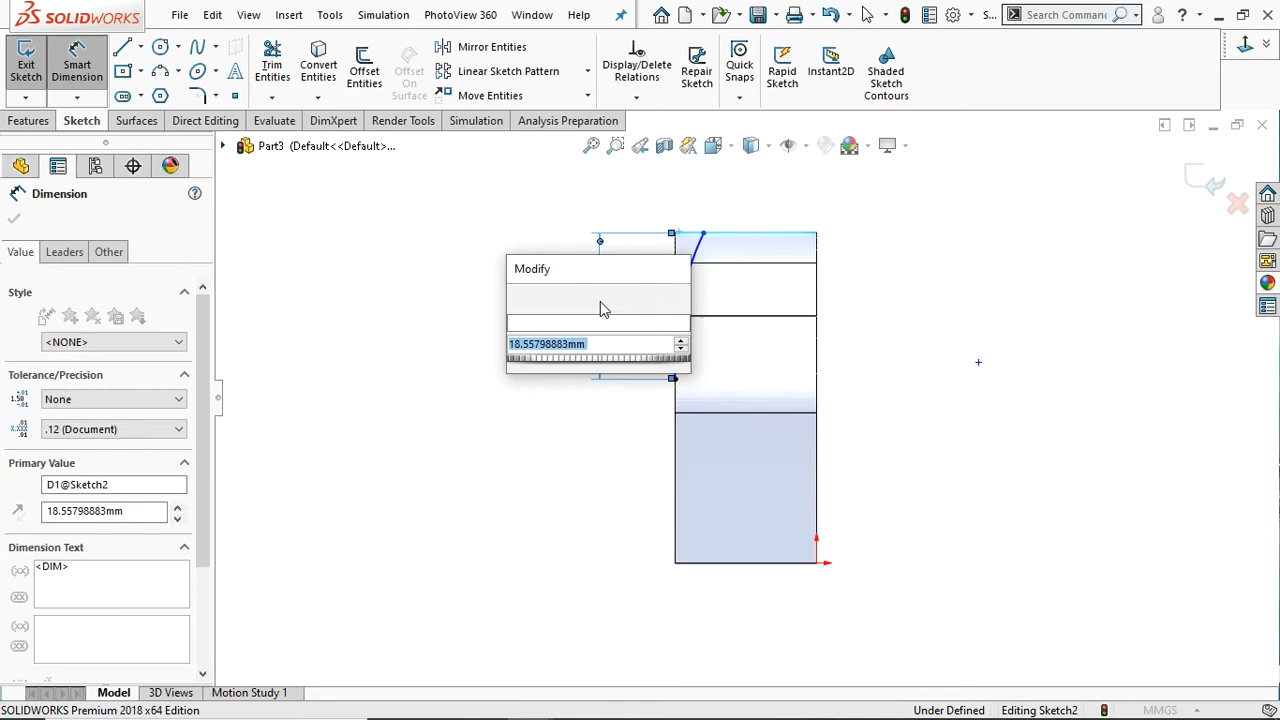 SOLIDWORKS
File Edit View Insert Tools Simulation PhotoView 360 Window Help
S...
Search Commanc
Exit Sketch
Smart Dimension
Trim Entities
Convert Entities
Offset Entities
Offset On Surface
Mirror Entities
Linear Sketch Pattern
Move Entities
Display/Delete Relations
Repair Sketch
Quick Snaps
Rapid Sketch
Instant2D
Shaded Sketch Contours
Features Sketch Surfaces Direct Editing Evaluate DimXpert Render Tools Simulation Analysis Preparation
Part3 (Default<<Default>...
Dimension
Value Leaders Other
Style
<NONE>
Tolerance/Precision
None
.12 (Document)
Primary Value
D1@Sketch2
18.55798883mm
Dimension Text
<DIM>
Modify
18.55798883mm
Model 3D Views Motion Study 1
SOLIDWORKS Premium 2018 x64 Edition
Under Defined
Editing Sketch2
MMGS